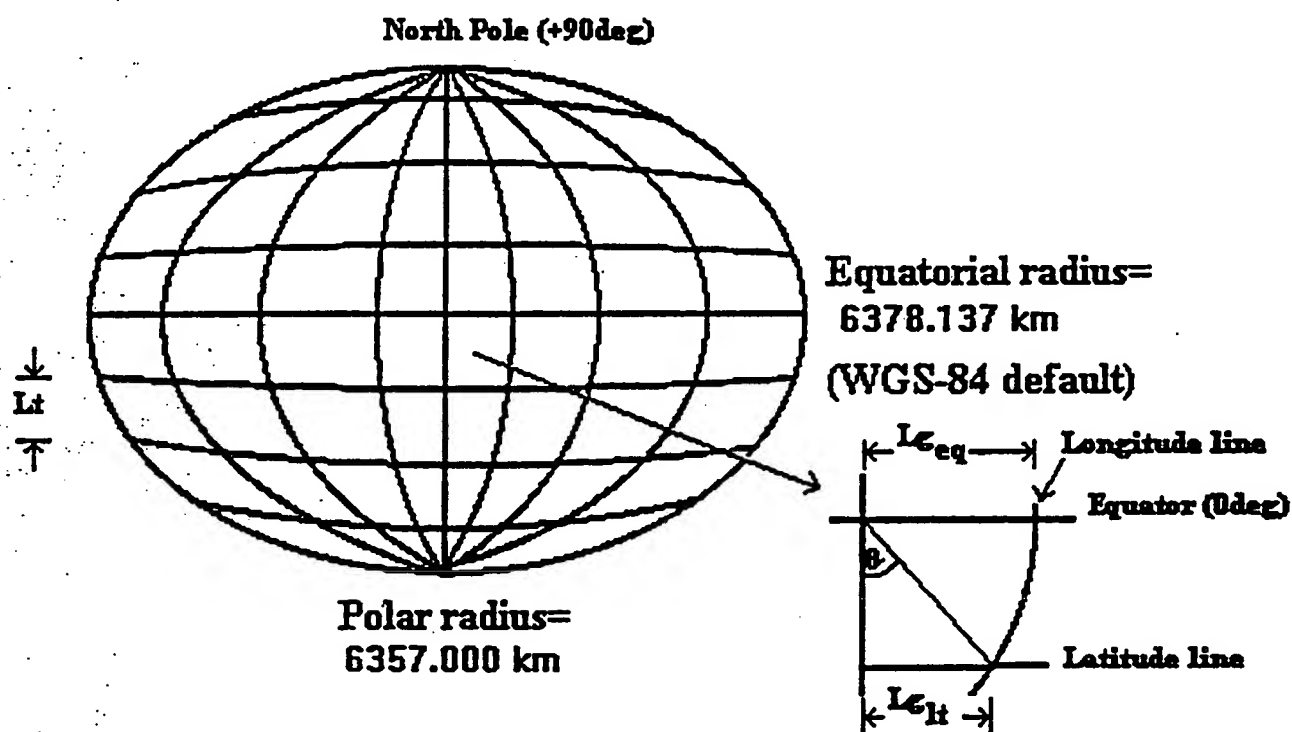 North Pole (+90deg)
Equatorial radius=
6378.137 km
(WGS-84 default)
Lt
Lg eq
Longitude line
Equator (0deg)
θ
Polar radius=
6357.000 km
Latitude line
Lg lt